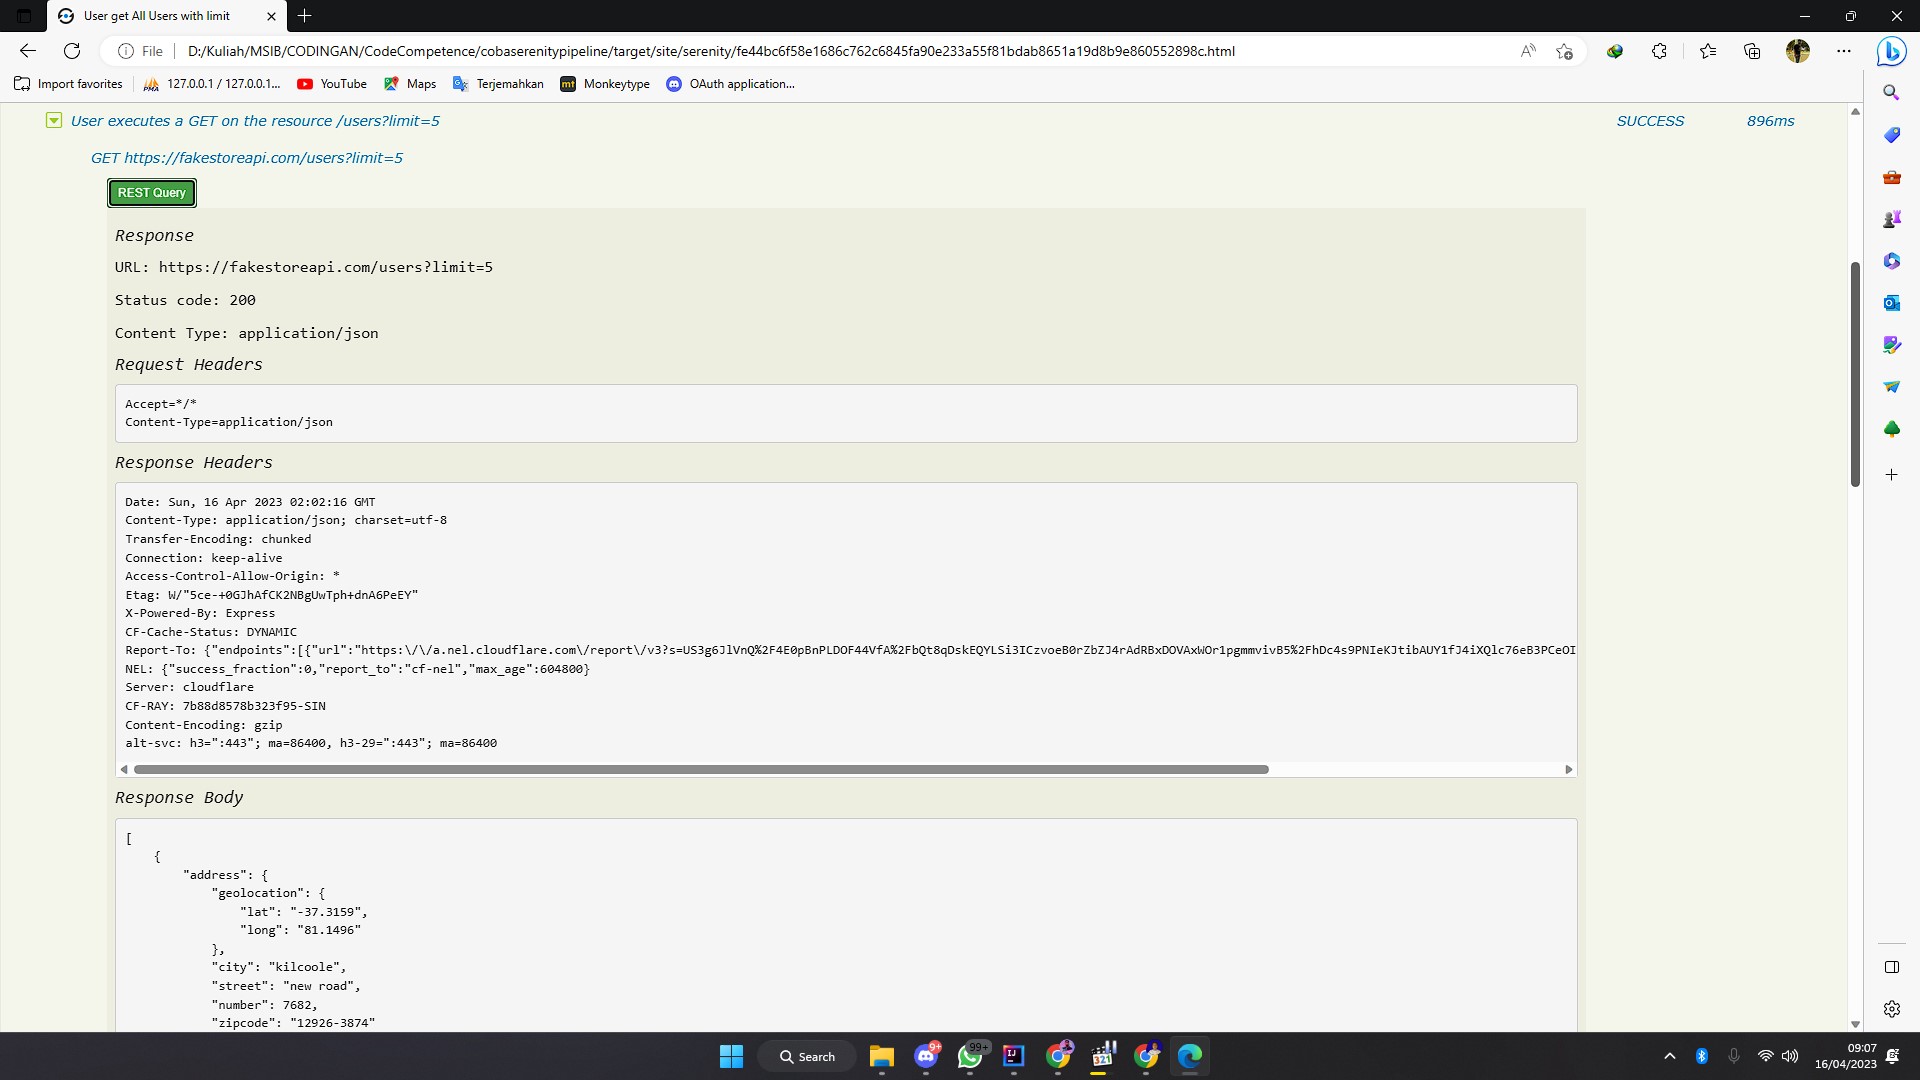 User get All Users with limit
File
D:/Kuliah/MSIB/CODINGAN/CodeCompetence/cobaserenitypipeline/target/site/serenity/fe44bc6f58e1686c762c6845fa90e233a55f81bdab8651a19d8b9e860552898c.html
Import favorites
127.0.0.1 / 127.0.0.1...
YouTube
Maps
Terjemahkan
mt Monkeytype
OAuth application...
User executes a GET on the resource /users?limit=5 SUCCESS 896ms
GET https://fakestoreapi.com/users?limit=5
REST Query
Response
URL: https://fakestoreapi.com/users?limit=5
Status code: 200
Content Type: application/json
Request Headers
Accept=*/*
Content-Type=application/json
Response Headers
Date: Sun, 16 Apr 2023 02:02:16 GMT
Content-Type: application/json; charset=utf-8
Transfer-Encoding: chunked
Connection: keep-alive
Access-Control-Allow-Origin: *
Etag: W/"5ce-+0GJhAfCK2NBgUwTph+dnA6PeEY"
X-Powered-By: Express
CF-Cache-Status: DYNAMIC
Report-To: {"endpoints":[{"url":"https:\/\/a.nel.cloudflare.com\/report\/v3?s=US3g6JlVnQ%2F4E0pBnPLDOF44VfA%2FbQt8qDskEQYLSi3ICzvoeB0rZbZJ4rAdRBxDOVAxWOr1pgmmvivB5%2FhDc4s9PNIeKJtibAUY1fJ4iXQlc76eB3PCeOI
NEL: {"success_fraction":0,"report_to":"cf-nel","max_age":604800}
Server: cloudflare
CF-RAY: 7b88d8578b323f95-SIN
Content-Encoding: gzip
alt-svc: h3=":443"; ma=86400, h3-29=":443"; ma=86400
Response Body
[
{
"address": {
"geolocation": {
"lat": "-37.3159",
"long": "81.1496"
},
"city": "kilcoole",
"street": "new road",
"number": 7682,
"zipcode": "12926-3874"
Search
9+
99+
09:07
16/04/2023